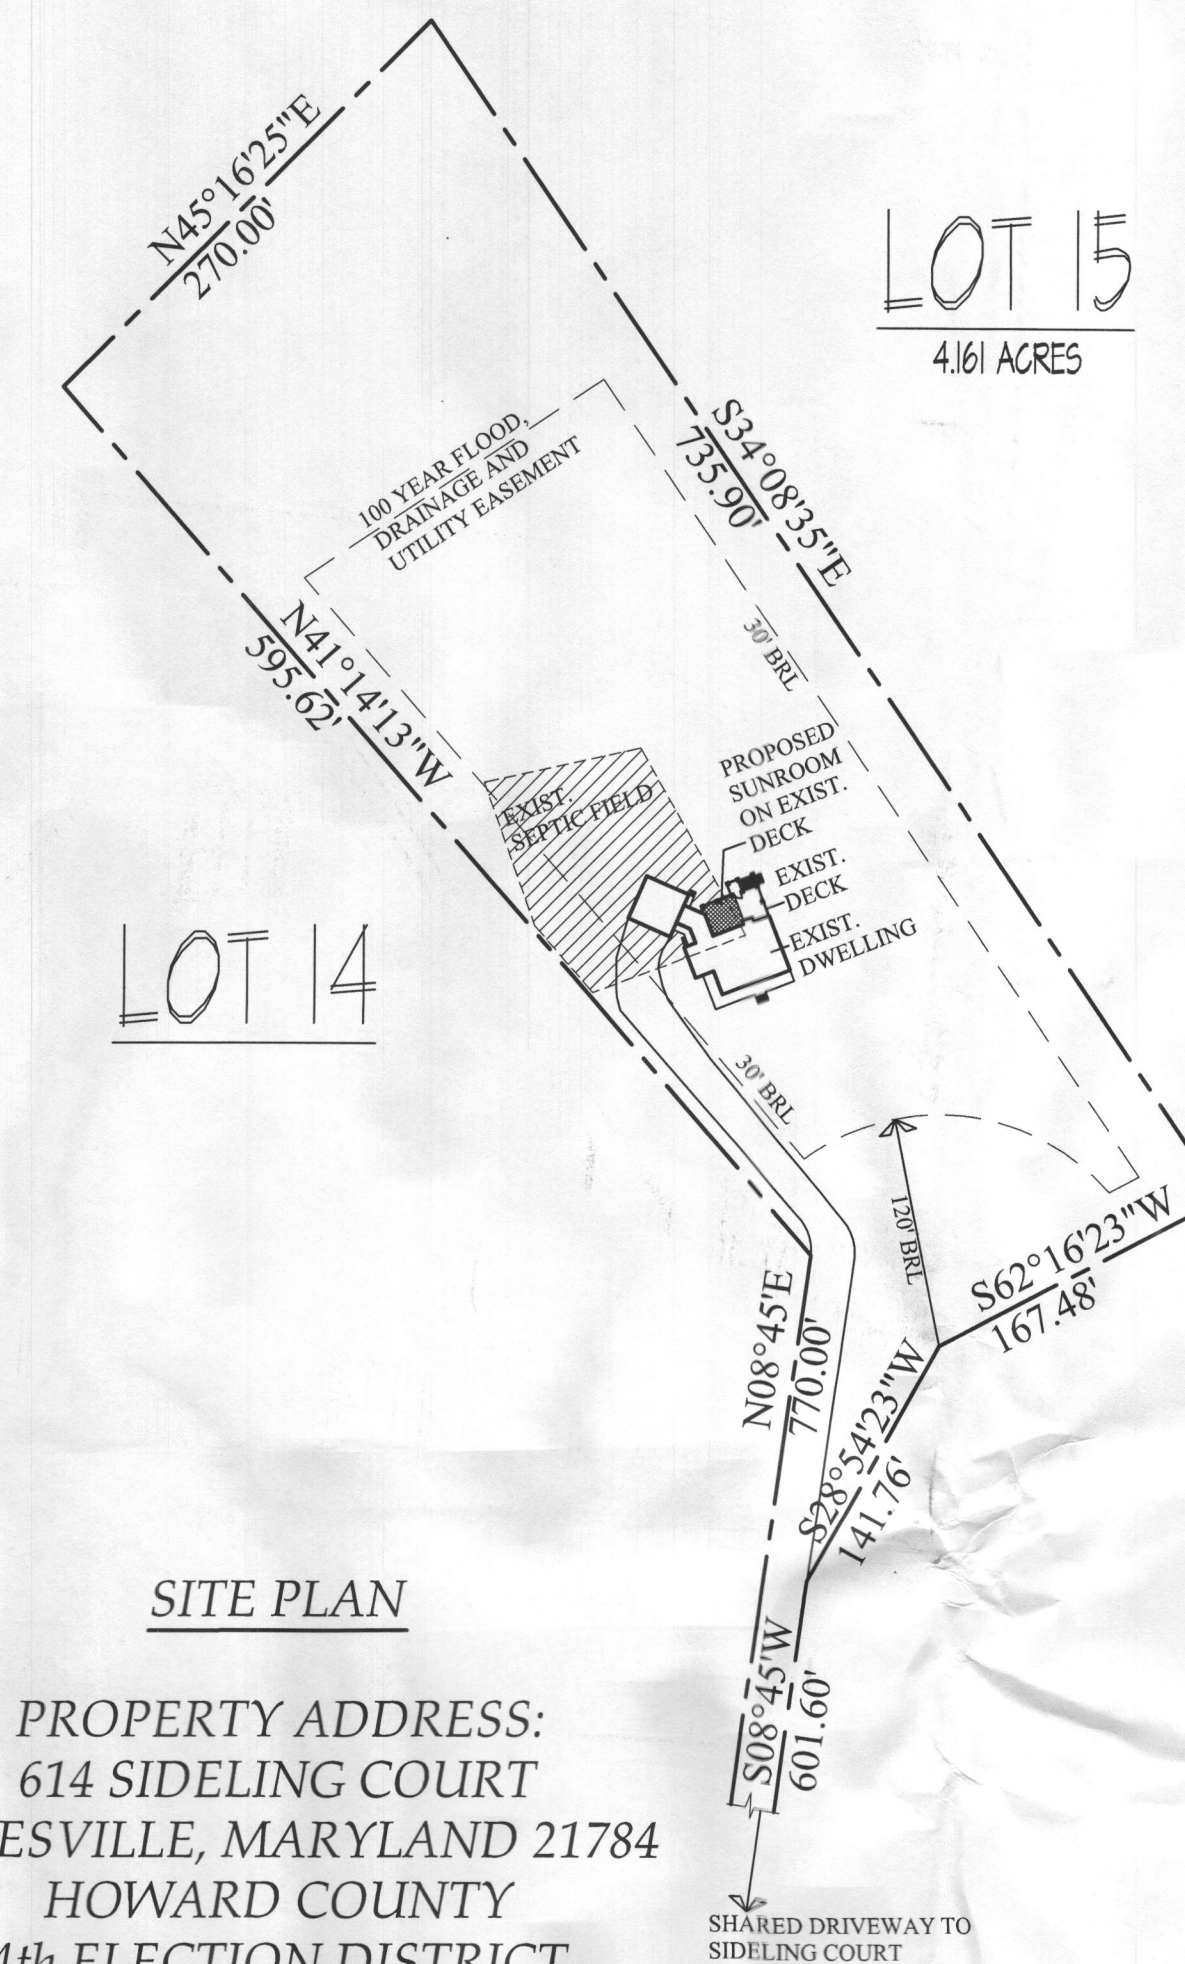 N45°16'25"E
270.00'
LOT 15
4.161 ACRES
S34°08'35"E
735.90'
100 YEAR FLOOD,
DRAINAGE AND
UTILITY EASEMENT
N41°14'13"W
595.62'
30' BRL
PROPOSED
SUNROOM
ON EXIST.
DECK
EXIST.
SEPTIC FIELD
EXIST.
DECK
EXIST.
DWELLING
LOT 14
30' BRL
120' BRL
S62°16'23"W
167.48'
N08°45'E
770.00'
S28°54'23"W
141.76'
SITE PLAN
S08°45'W
601.60'
PROPERTY ADDRESS:
614 SIDELING COURT
ESVILLE, MARYLAND 21784
HOWARD COUNTY
4th ELECTION DISTRICT
SHARED DRIVEWAY TO
SIDELING COURT